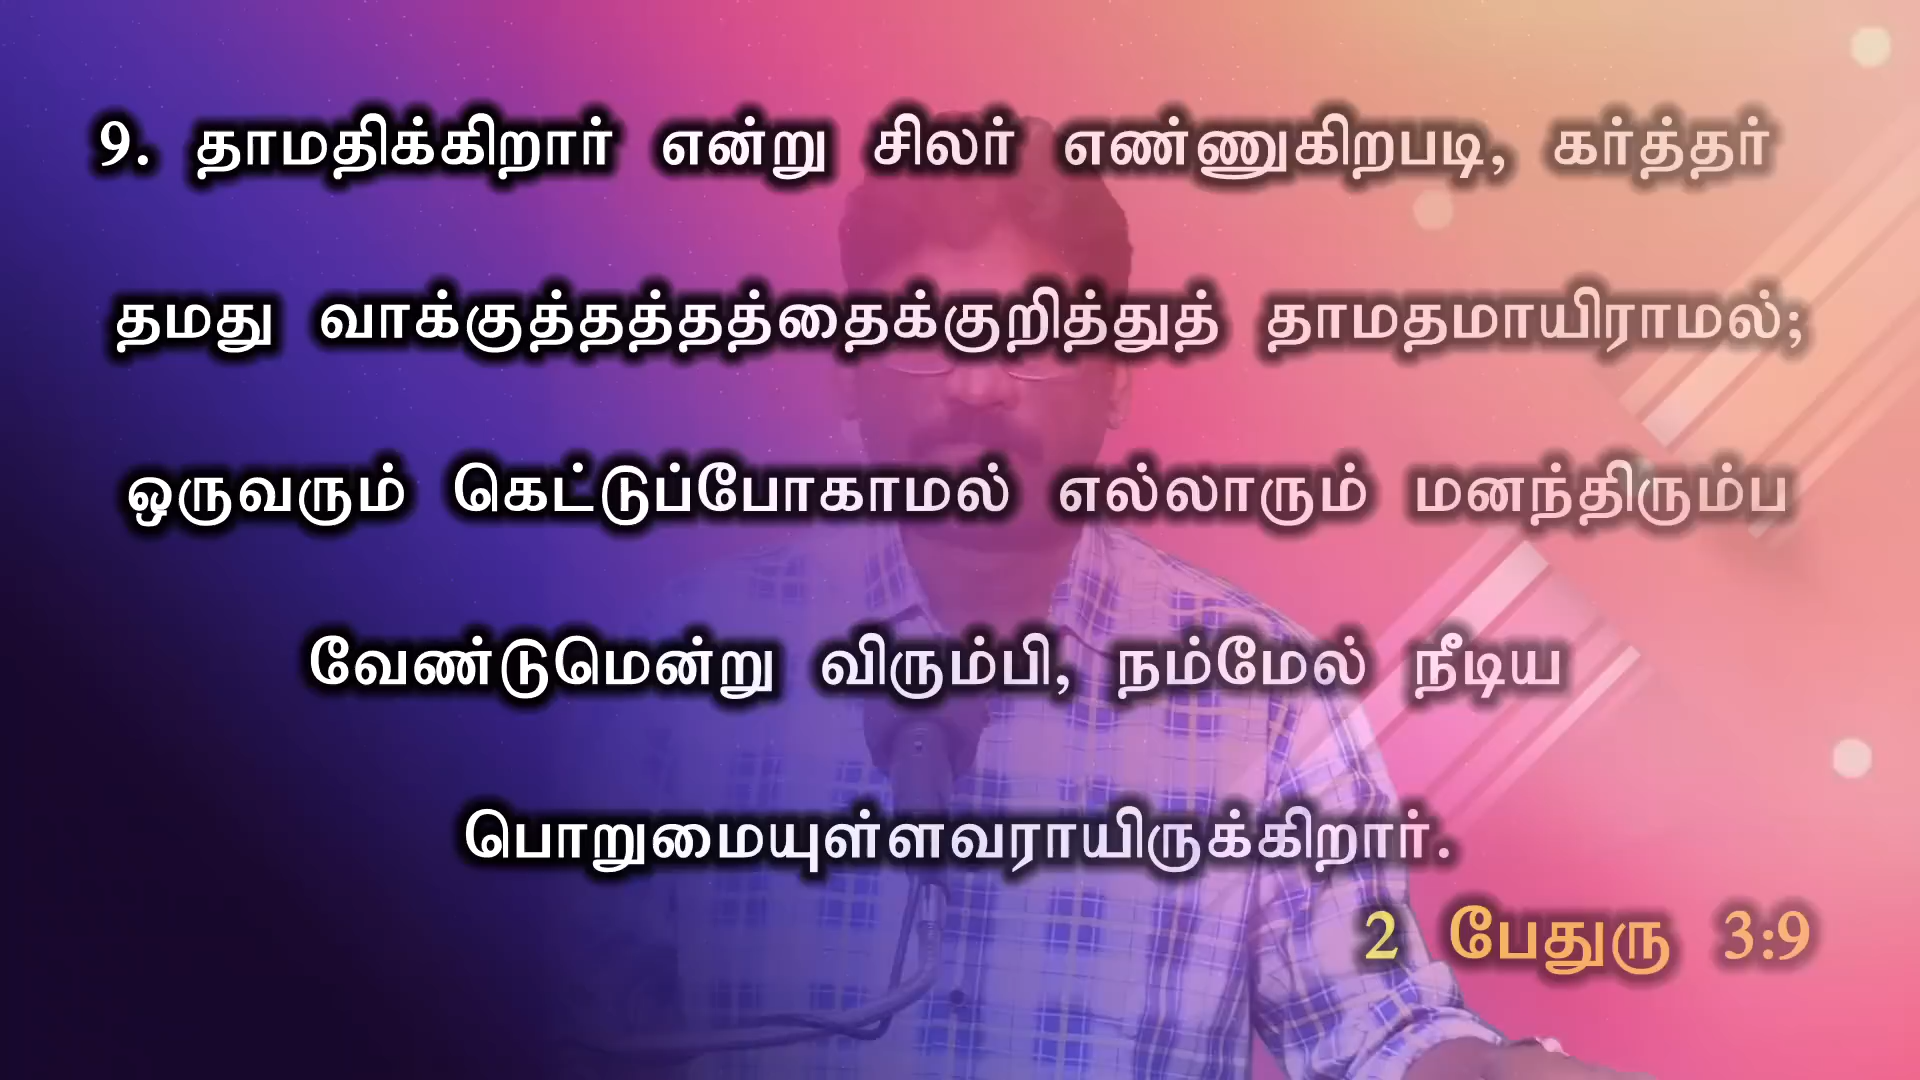 9. தாமதிக்கிறார் என்று சிலர் எண்ணுகிறபடி, கர்த்தர்
தமது வாக்குத்தத்தத்தைக்குறித்துத் தாமதமாயிராமல்;
ஒருவரும் கெட்டுப்போகாமல் எல்லாரும் மனந்திரும்ப
வேண்டுமென்று விரும்பி, நம்மேல் நீடிய
பொறுமையுள்ளவராயிருக்கிறார்.
2 பேதுரு 3:9